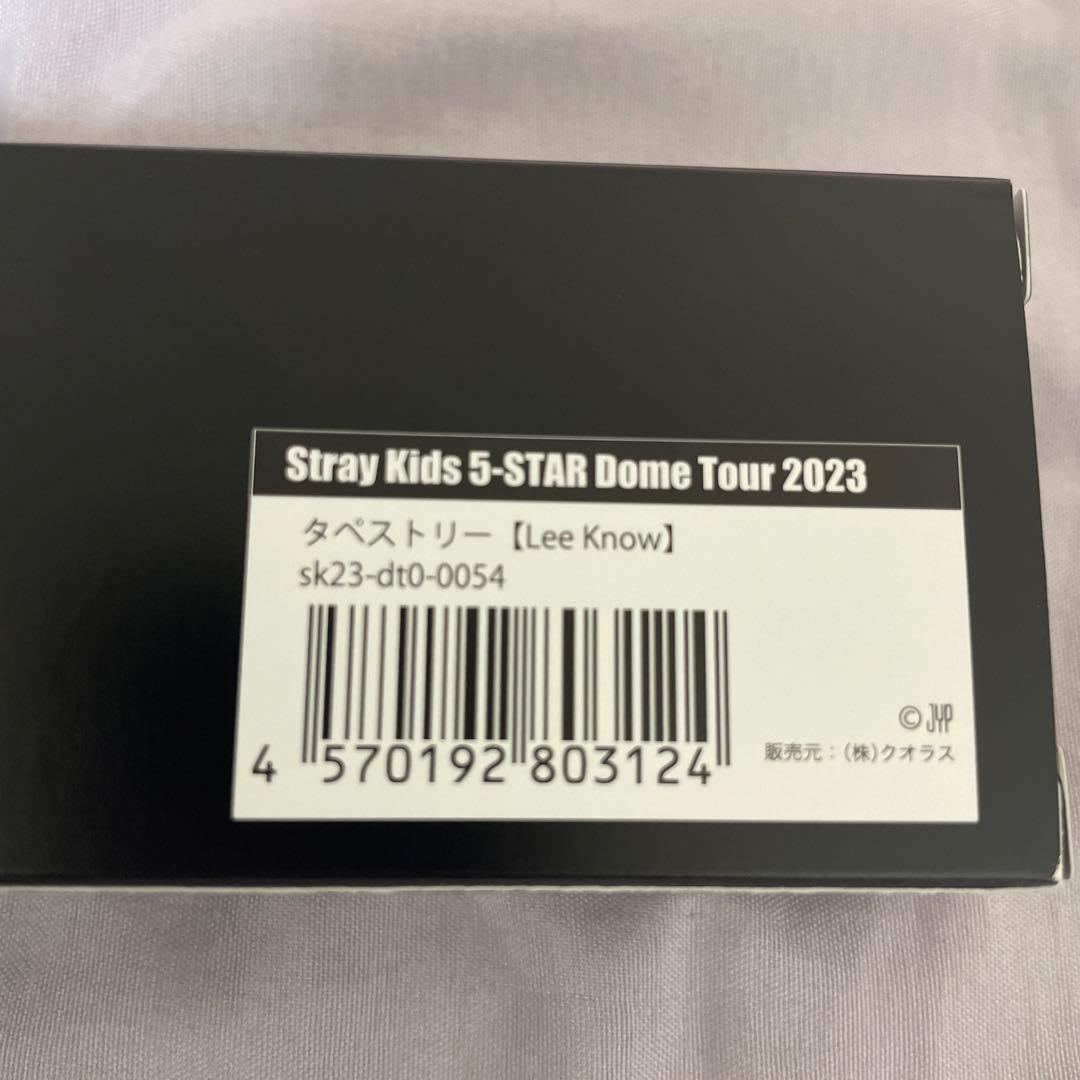 Stray Kids 5-STAR Dome Tour 2023
タペストリー【Lee Know】
sk23-dt0-0054
4 570192 803124
© JYP
販売元：(株)クオラス